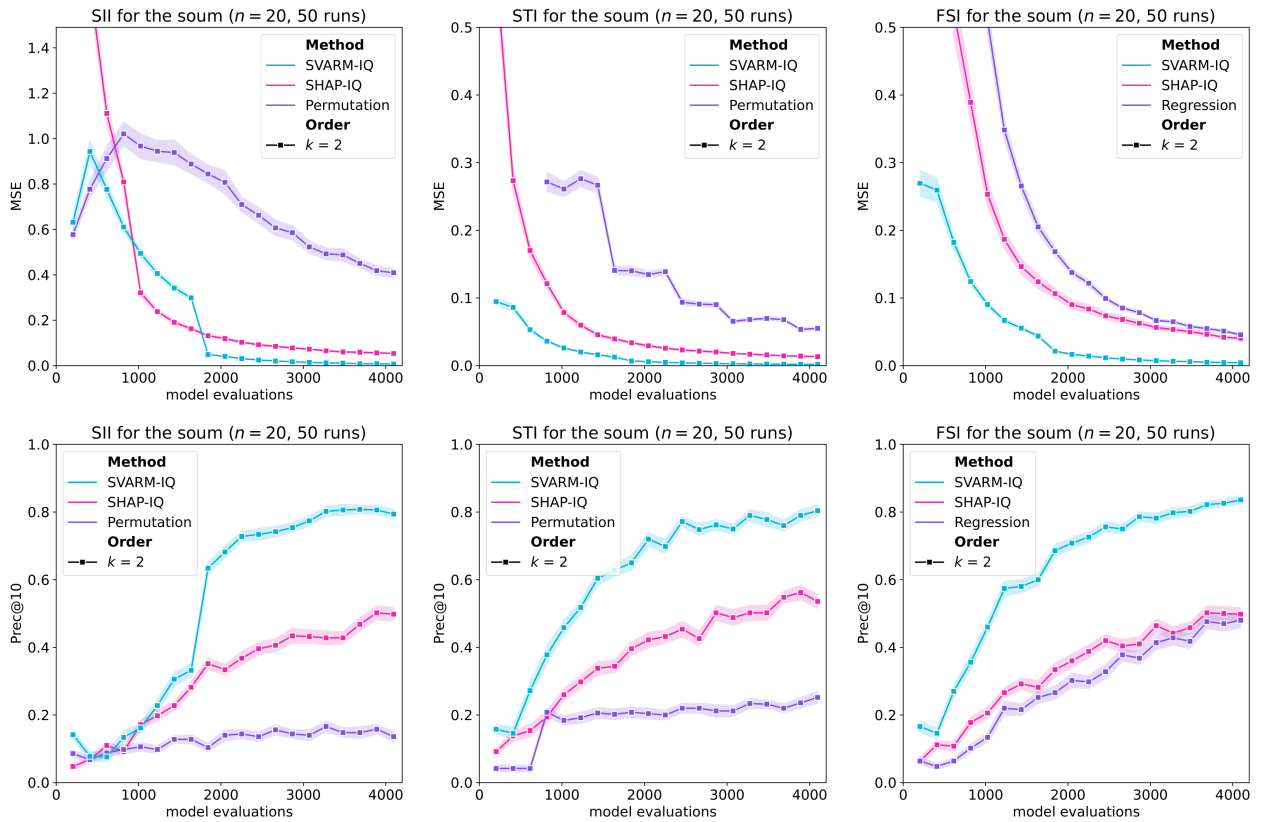 SII for the soum (n = 20, 50 runs)
MSE
1.4
1.2
1.0
0.8
0.6
0.4
0.2
0.0
Method
SVARM-IQ
SHAP-IQ
Permutation
Order
k = 2
0 1000 2000 3000 4000
model evaluations
STI for the soum (n = 20, 50 runs)
MSE
0.5
0.4
0.3
0.2
0.1
0.0
Method
SVARM-IQ
SHAP-IQ
Permutation
Order
k = 2
0 1000 2000 3000 4000
model evaluations
FSI for the soum (n = 20, 50 runs)
MSE
0.5
0.4
0.3
0.2
0.1
0.0
Method
SVARM-IQ
SHAP-IQ
Regression
Order
k = 2
0 1000 2000 3000 4000
model evaluations
SII for the soum (n = 20, 50 runs)
Prec@10
1.0
0.8
0.6
0.4
0.2
0.0
Method
SVARM-IQ
SHAP-IQ
Permutation
Order
k = 2
0 1000 2000 3000 4000
model evaluations
STI for the soum (n = 20, 50 runs)
Prec@10
1.0
0.8
0.6
0.4
0.2
0.0
Method
SVARM-IQ
SHAP-IQ
Permutation
Order
k = 2
0 1000 2000 3000 4000
model evaluations
FSI for the soum (n = 20, 50 runs)
Prec@10
1.0
0.8
0.6
0.4
0.2
0.0
Method
SVARM-IQ
SHAP-IQ
Regression
Order
k = 2
0 1000 2000 3000 4000
model evaluations